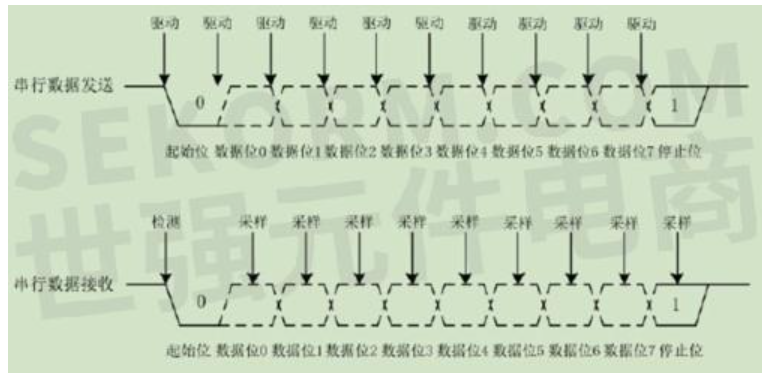 驱动 驱动 驱动 驱动 驱动 驱动 驱动 驱动 驱动 驱动
串行数据发送
0 1
起始位 数据位0 数据位1 数据位2 数据位3 数据位4 数据位5 数据位6 数据位7 停止位
SEKORM.COM
世强元件电商
检测 采样 采样 采样 采样 采样 采样 采样 采样 采样
串行数据接收
0 1
起始位 数据位0 数据位1 数据位2 数据位3 数据位4 数据位5 数据位6 数据位7 停止位